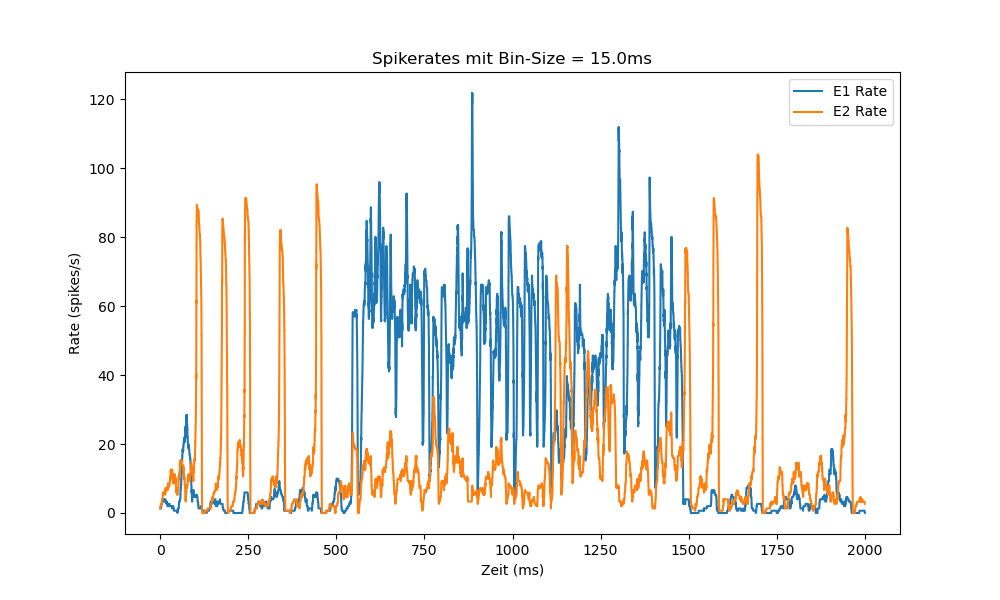 Spikerates mit Bin-Size = 15.0ms
E1 Rate
E2 Rate
Rate (spikes/s)
120
100
80
60
40
20
0
0 250 500 750 1000 1250 1500 1750 2000
Zeit (ms)